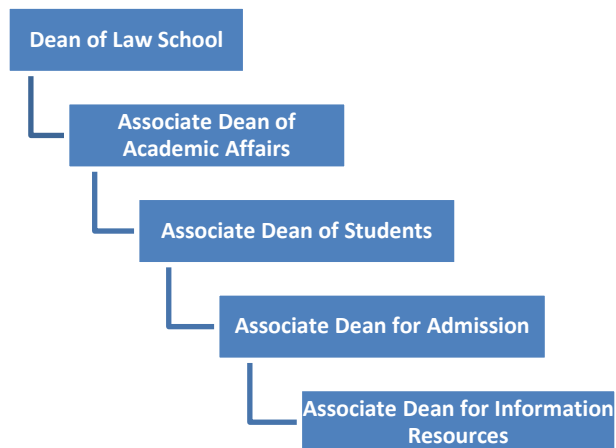 Dean of Law School
Associate Dean of
Academic Affairs
Associate Dean of Students
Associate Dean for Admission
Associate Dean for Information
Resources